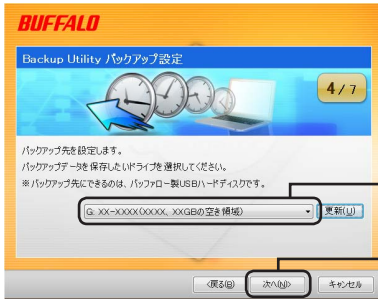 BUFFALO
Backup Utility バックアップ設定
4/7
バックアップ先を設定します。
バックアップデータを保存したいドライブを選択してください。
※バックアップ先にできるのは、バッファロー製USBハードディスクです。
G: XX-XXXX(XXXX、XXGBの空き領域)
更新(U)
<戻る(B)
次へ(N)>
キャンセル